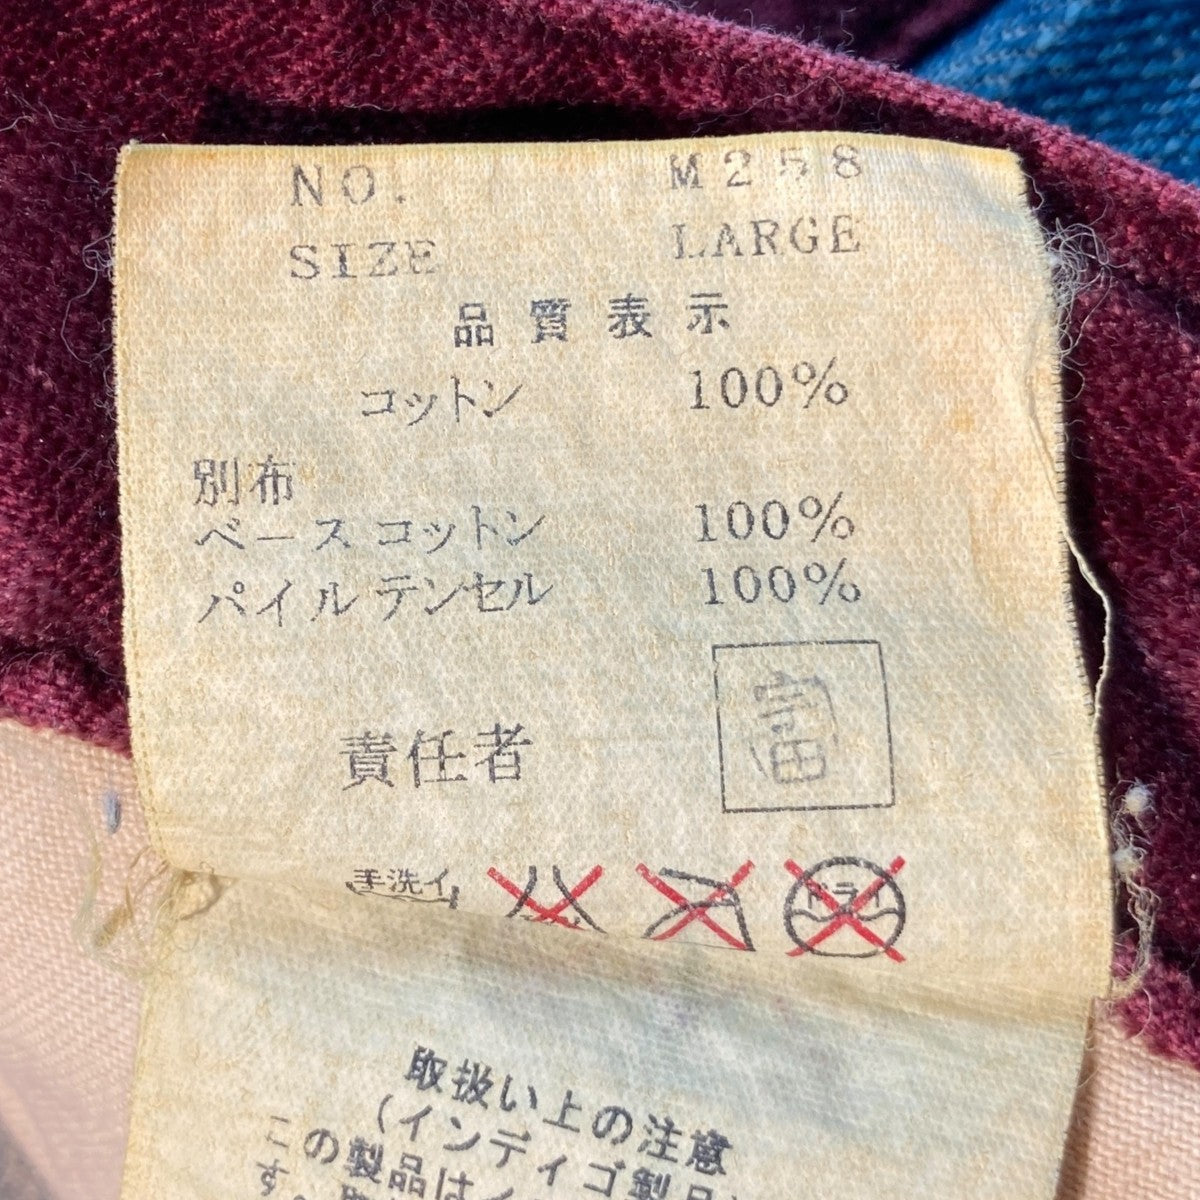 NO. M258
SIZE LARGE
品質表示
コットン 100%
別布
ベース コットン 100%
パイル テンセル 100%
責任者 富
手洗イ ドライ
取扱い上の注意
(インディゴ製品
この製品は
す。